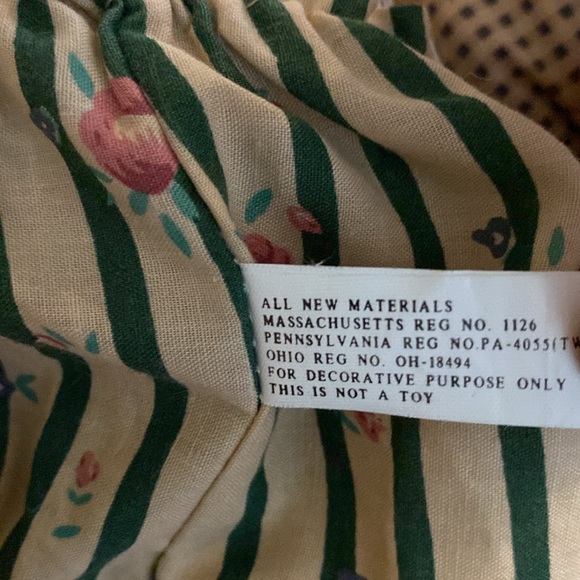 ALL NEW MATERIALS
MASSACHUSETTS REG NO. 1126
PENNSYLVANIA REG NO.PA-4055(TW
OHIO REG NO. OH-18494
FOR DECORATIVE PURPOSE ONLY
THIS IS NOT A TOY